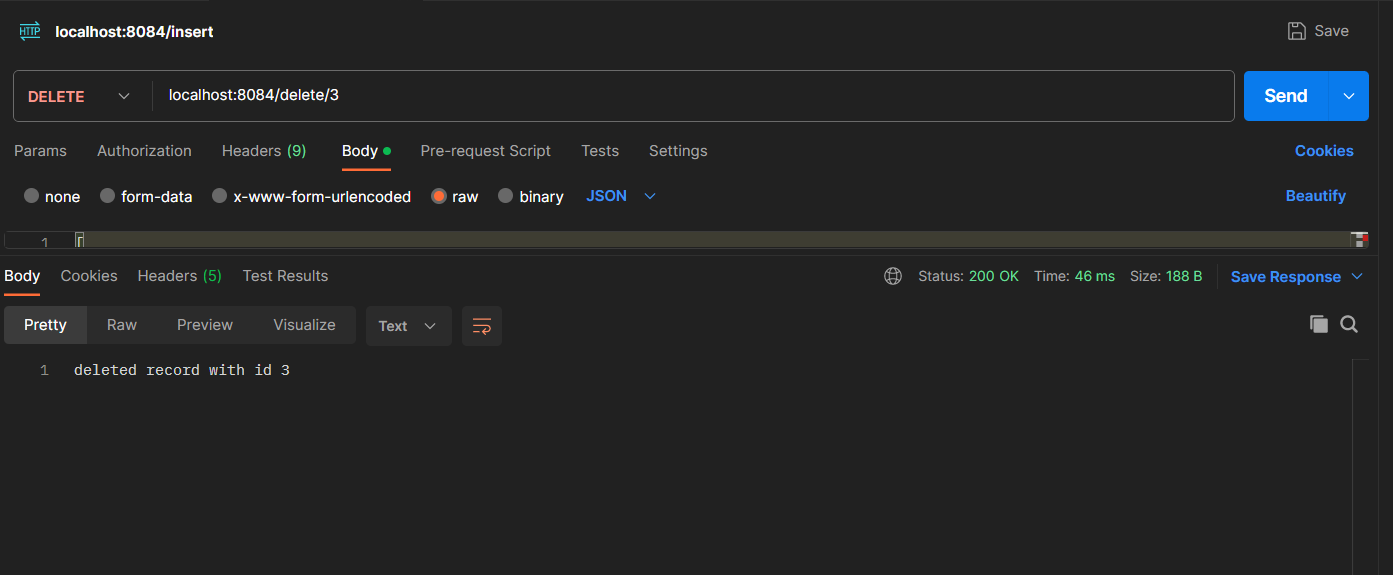 HTTP localhost:8084/insert Save
DELETE localhost:8084/delete/3 Send
Params Authorization Headers (9) Body Pre-request Script Tests Settings Cookies
none form-data x-www-form-urlencoded raw binary JSON Beautify
1 [
Body Cookies Headers (5) Test Results Status: 200 OK Time: 46 ms Size: 188 B Save Response
Pretty Raw Preview Visualize Text
1 deleted record with id 3